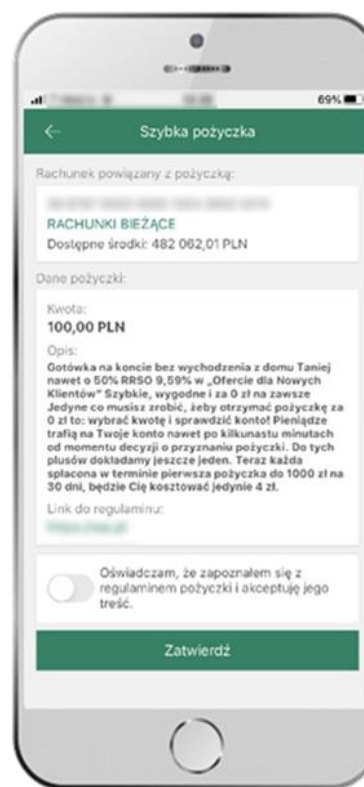 69%
Szybka pożyczka
Rachunek powiązany z pożyczką:
RACHUNKI BIEŻĄCE
Dostępne środki: 482 062,01 PLN
Dane pożyczki:
Kwota:
100,00 PLN
Opis:
Gotówka na koncie bez wychodzenia z domu Taniej
nawet o 50% RRSO 9,59% w „Ofercie dla Nowych
Klientów" Szybkie, wygodne i za 0 zł na zawsze
Jedyne co musisz zrobić, żeby otrzymać pożyczkę za
0 zł to: wybrać kwotę i sprawdzić konto! Pieniądze
trafią na Twoje konto nawet po kilkunastu minutach
od momentu decyzji o przyznaniu pożyczki. Do tych
plusów dokładamy jeszcze jeden. Teraz każda
spłacona w terminie pierwsza pożyczka do 1000 zł na
30 dni, będzie Cię kosztować jedynie 4 zł.
Link do regulaminu:
Oświadczam, że zapoznałem się z
regulaminem pożyczki i akceptuję jego
treść.
Zatwierdź